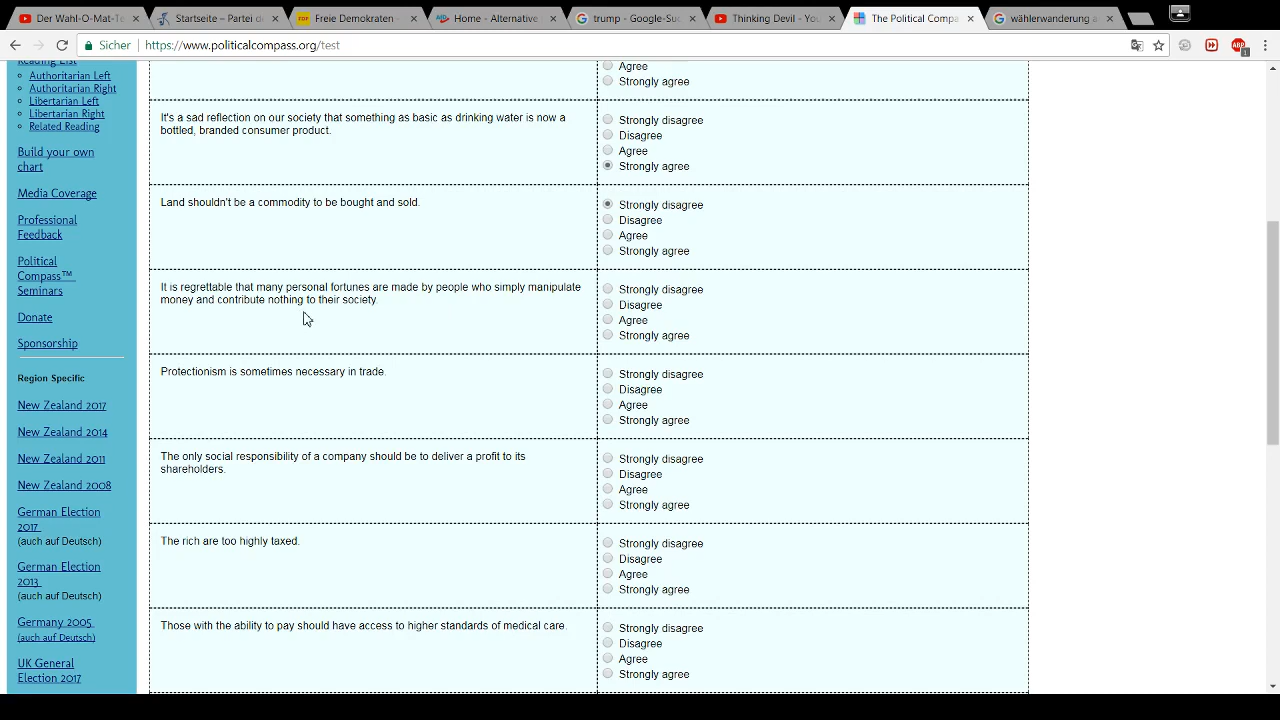 Der Wahl-O-Mat-Te
Startseite – Partei de
Freie Demokraten -
Home - Alternative
trump - Google-Suc
Thinking Devil - You
The Political Compa
wählerwanderung a
Sicher https://www.politicalcompass.org/test
Reading List
Authoritarian Left
Authoritarian Right
Libertarian Left
Libertarian Right
Related Reading
Build your own
chart
Media Coverage
Professional
Feedback
Political
Compass™
Seminars
Donate
Sponsorship
Region Specific
New Zealand 2017
New Zealand 2014
New Zealand 2011
New Zealand 2008
German Election
2017
(auch auf Deutsch)
German Election
2013
(auch auf Deutsch)
Germany 2005
(auch auf Deutsch)
UK General
Election 2017
Agree
Strongly agree
It's a sad reflection on our society that something as basic as drinking water is now a
bottled, branded consumer product.
Strongly disagree
Disagree
Agree
Strongly agree
Land shouldn't be a commodity to be bought and sold.
Strongly disagree
Disagree
Agree
Strongly agree
It is regrettable that many personal fortunes are made by people who simply manipulate
money and contribute nothing to their society.
Strongly disagree
Disagree
Agree
Strongly agree
Protectionism is sometimes necessary in trade.
Strongly disagree
Disagree
Agree
Strongly agree
The only social responsibility of a company should be to deliver a profit to its
shareholders.
Strongly disagree
Disagree
Agree
Strongly agree
The rich are too highly taxed.
Strongly disagree
Disagree
Agree
Strongly agree
Those with the ability to pay should have access to higher standards of medical care.
Strongly disagree
Disagree
Agree
Strongly agree